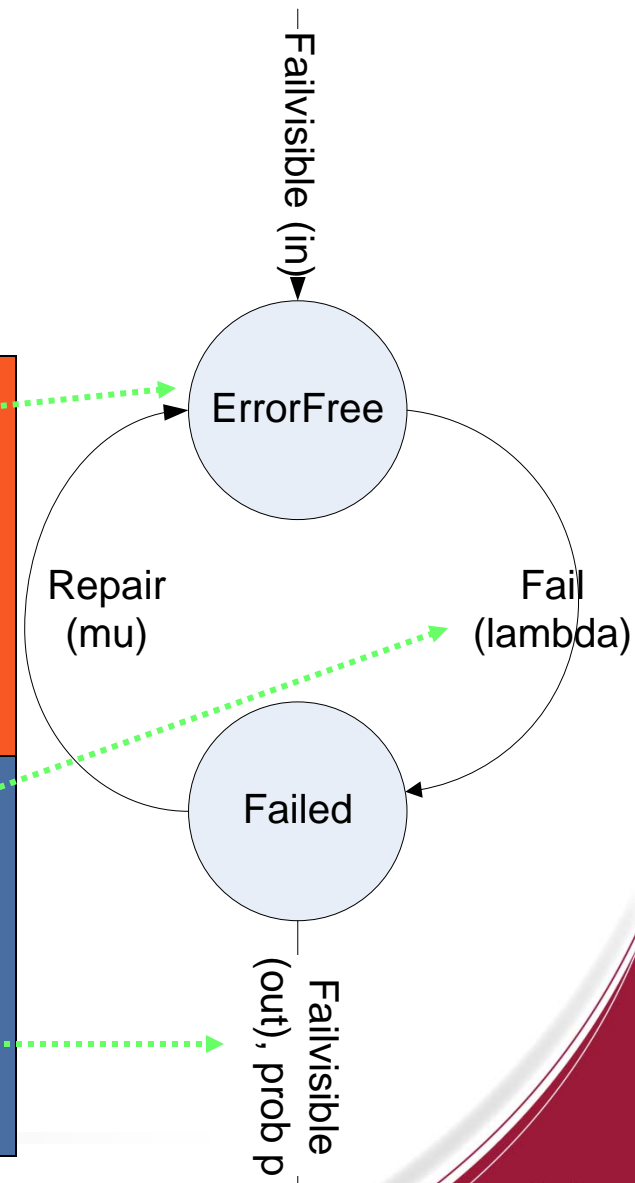 Failvisible (in)
ErrorFree
Repair
(mu)
Fail
(lambda)
Failed
Failvisible
(out), prob p